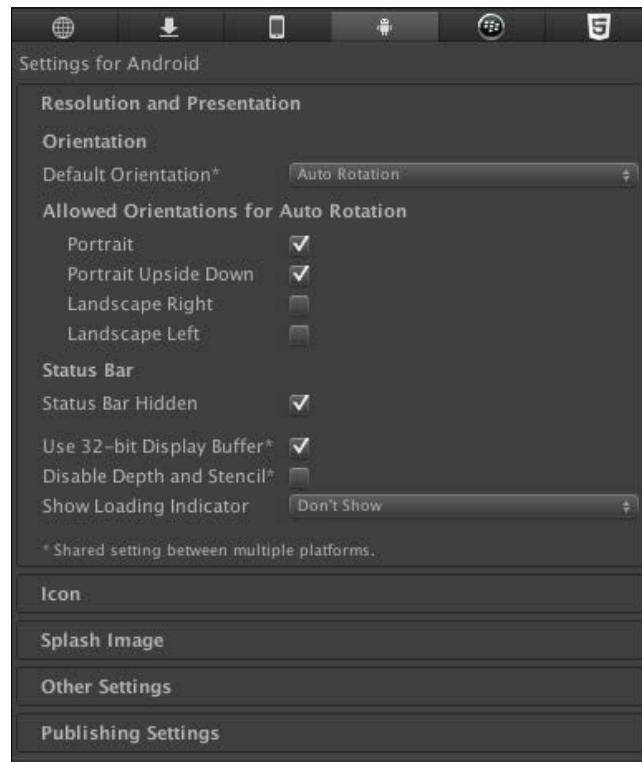 Settings for Android
Resolution and Presentation
Orientation
Default Orientation* Auto Rotation
Allowed Orientations for Auto Rotation
Portrait
Portrait Upside Down
Landscape Right
Landscape Left
Status Bar
Status Bar Hidden
Use 32-bit Display Buffer*
Disable Depth and Stencil*
Show Loading Indicator Don't Show
* Shared setting between multiple platforms.
Icon
Splash Image
Other Settings
Publishing Settings